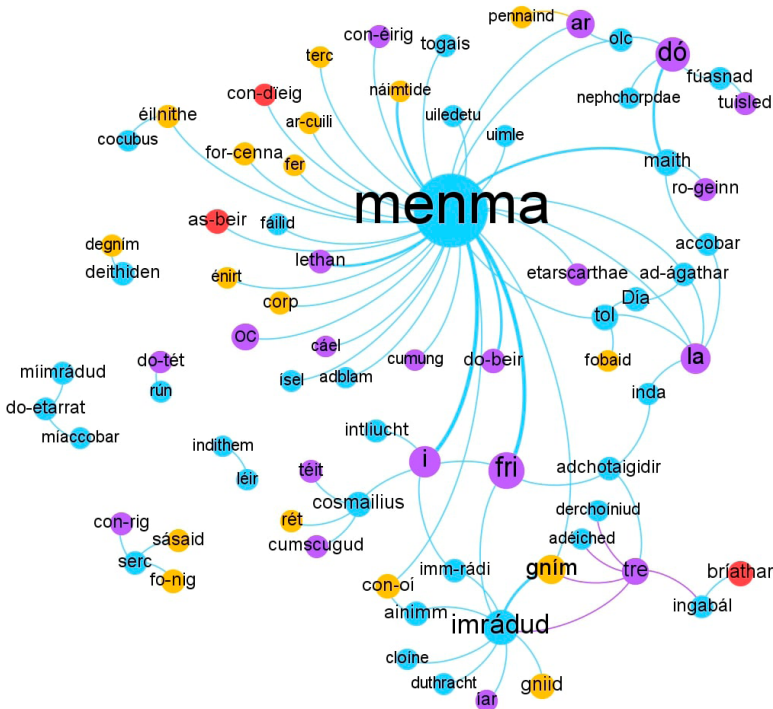 pennaind
ar
con-éirig
togaís
olc
dó
terc
con-dïeig
náimtide
fúasnad
nephchorpdae
tuisled
ar-cuili
uiledetu
éilnithe
cocubus
uimle
for-cenna
fer
maith
ro-geinn
menma
as-beir
fáilid
accobar
degním
deithiden
lethan
etarscarthae
ad-ágathar
énirt
Día
corp
tol
oc
cáel
cumung
do-beir
la
do-tét
fobaid
míimrádud
isel
adblam
rún
inda
do-etarrat
míaccobar
intliucht
indithem
i
fri
adchotaigidir
téit
léir
cosmailius
derchoíniud
con-rig
rét
sásaid
cumscugud
adeiched
serc
fo-nig
imm-rádi
gním
tre
bríathar
con-oí
ainimm
ingabál
imrádud
cloine
duthracht
gniid
iar